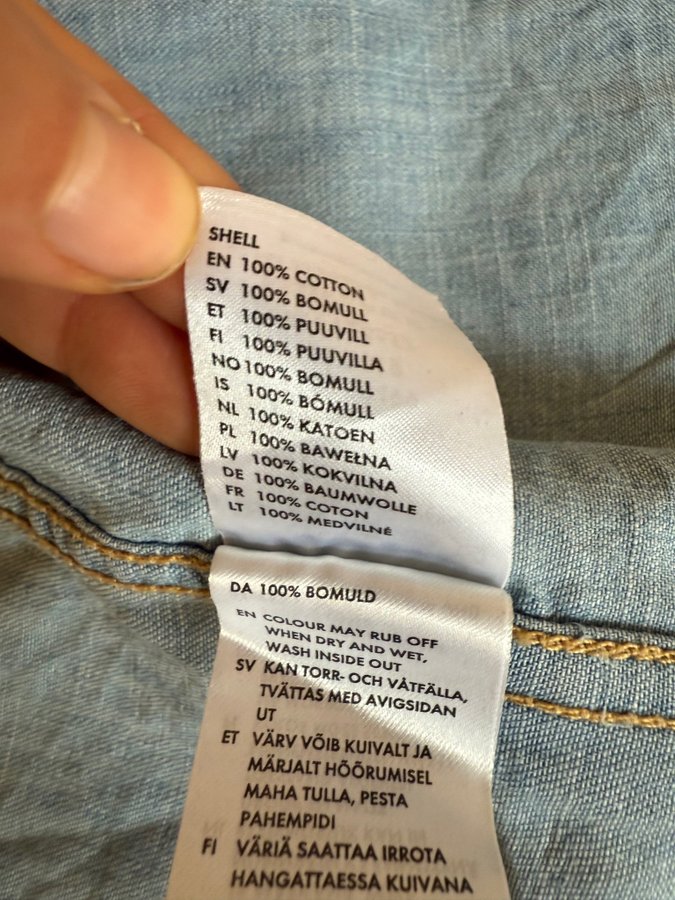 SHELL
EN 100% COTTON
SV 100% BOMULL
ET 100% PUUVILL
FI 100% PUUVILLA
NO 100% BOMULL
IS 100% BÓMULL
NL 100% KATOEN
PL 100% BAWEŁNA
LV 100% KOKVILNA
DE 100% BAUMWOLLE
FR 100% COTON
LT 100% MEDVILNĖ
DA 100% BOMULD
EN COLOUR MAY RUB OFF
WHEN DRY AND WET,
WASH INSIDE OUT
SV KAN TORR- OCH VÅTFÄLLA,
TVÄTTAS MED AVIGSIDAN
UT
ET VÄRV VÕIB KUIVALT JA
MÄRJALT HÕÕRUMISEL
MAHA TULLA, PESTA
PAHEMPIDI
FI VÄRIÄ SAATTAA IRROTA
HANGATTAESSA KUIVANA